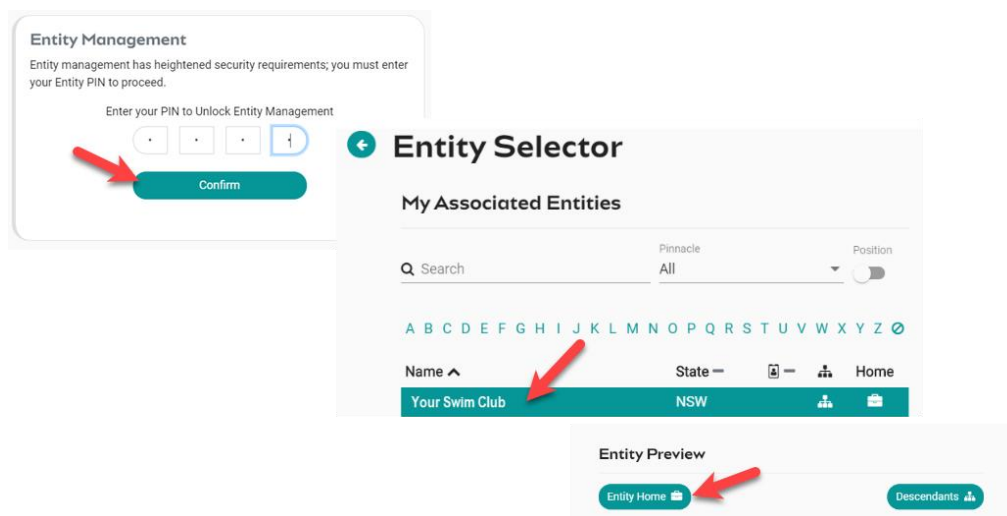 Entity Management
Entity management has heightened security requirements; you must enter
your Entity PIN to proceed.
Enter your PIN to Unlock Entity Management
Confirm
Entity Selector
My Associated Entities
Search
Pinnacle
All
Position
A B C D E F G H I J K L M N O P Q R S T U V W X Y Z
Name State Home
Your Swim Club NSW
Entity Preview
Entity Home Descendants